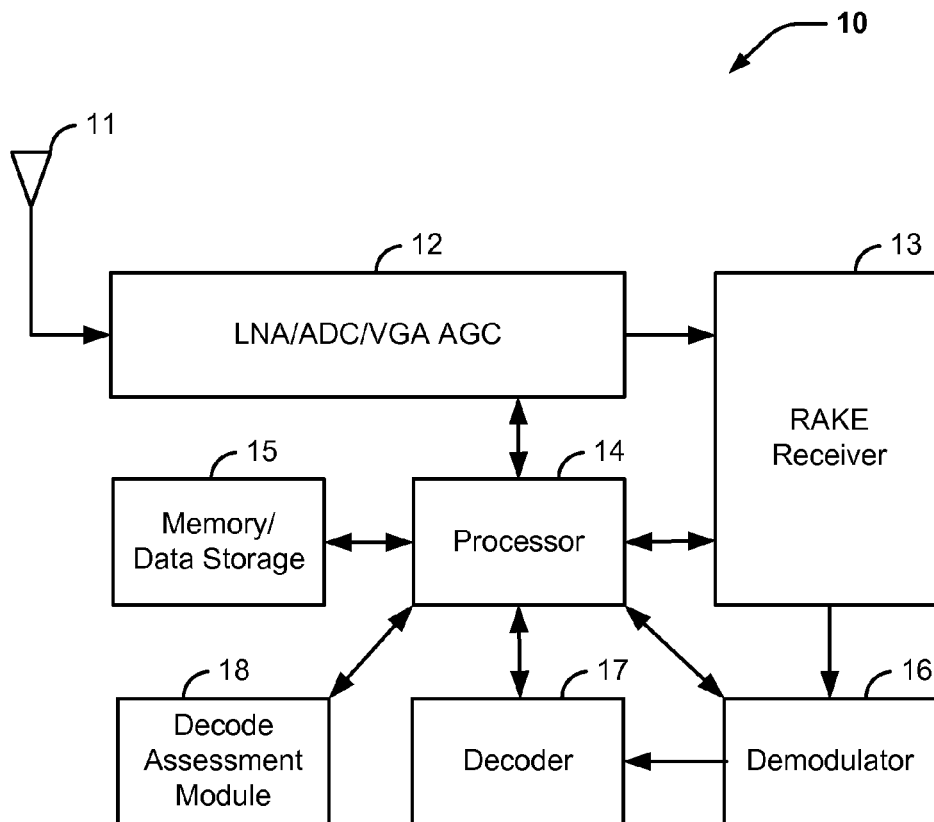 10
11
12
LNA/ADC/VGA AGC
13
RAKE
Receiver
15
Memory/
Data Storage
14
Processor
18
Decode
Assessment
Module
17
Decoder
16
Demodulator